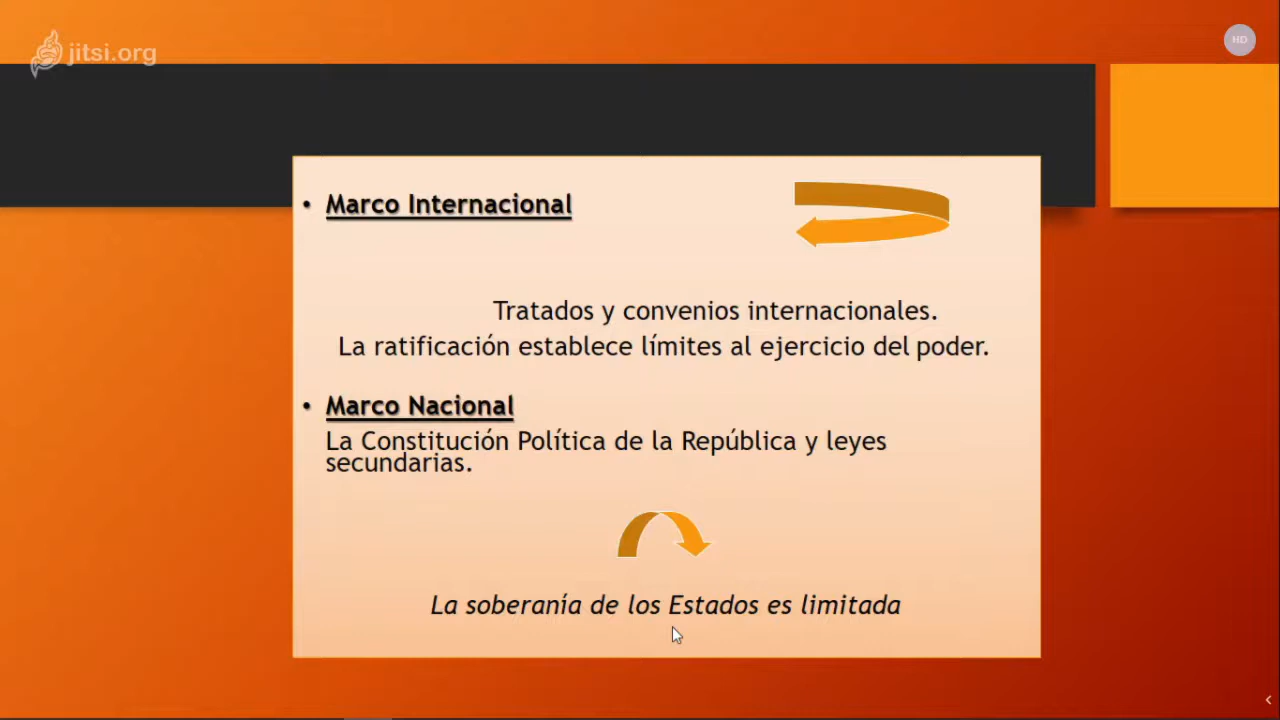 jitsi.org
HD
• Marco Internacional
Tratados y convenios internacionales.
La ratificación establece límites al ejercicio del poder.
• Marco Nacional
La Constitución Política de la República y leyes
secundarias.
La soberanía de los Estados es limitada